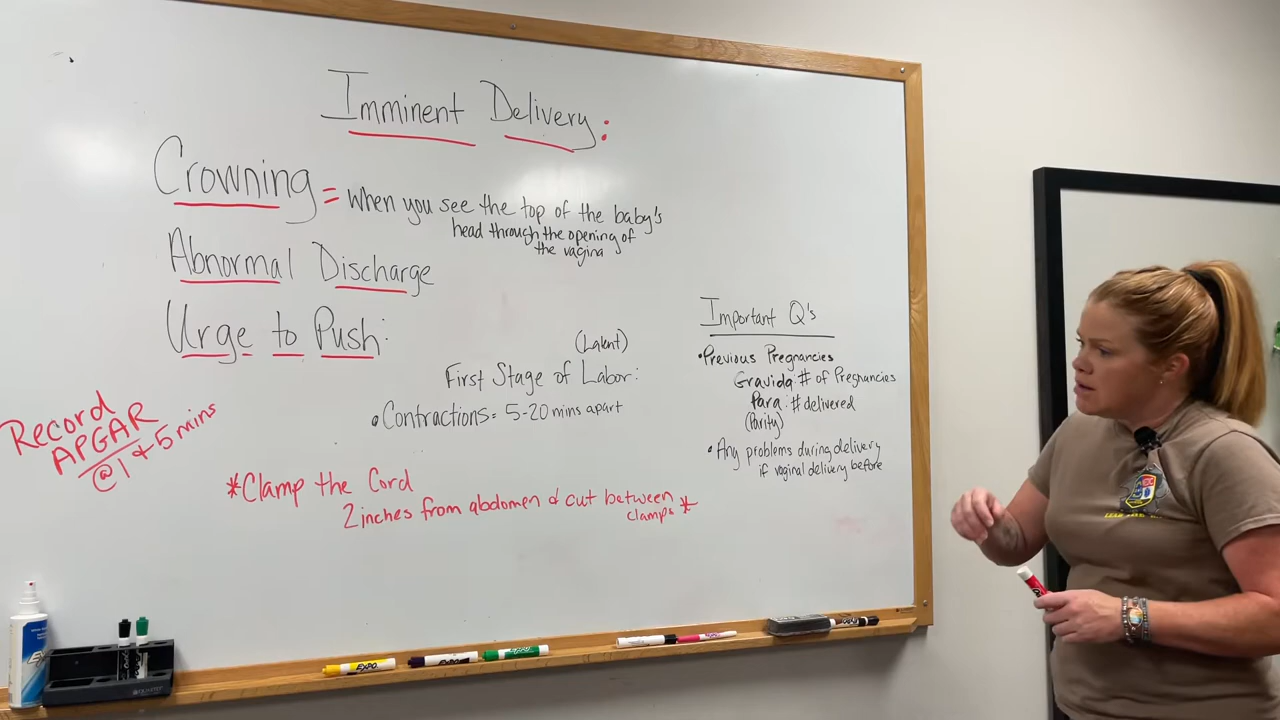 Imminent Delivery:
Crowning = when you see the top of the baby's
head through the opening of
the vagina
Abnormal Discharge
Urge to Push:
(Latent)
First Stage of Labor:
• Contractions = 5-20 mins apart
Record
APGAR
@ 1 & 5 mins
*Clamp the Cord
2 inches from abdomen & cut between
clamps *
Important Q's
• Previous Pregnancies
Gravida: # of Pregnancies
Para: # delivered
(Parity)
• Any problems during delivery
if vaginal delivery before
EXPO
EXPO
EXPO